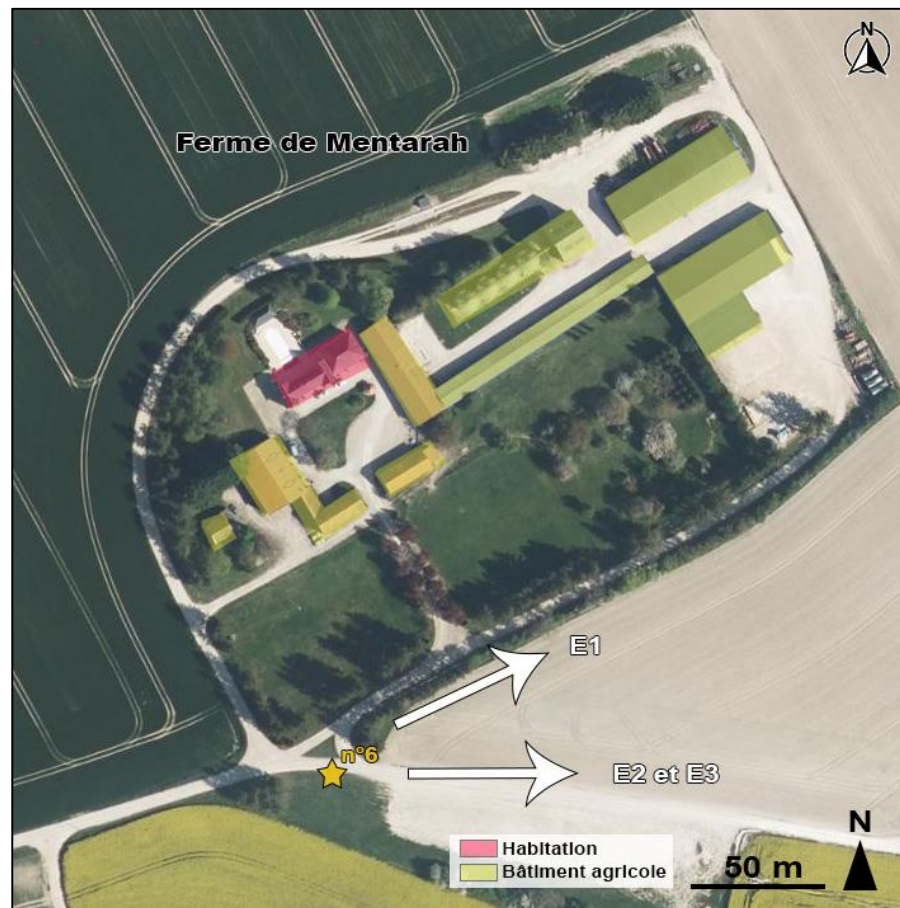 N
Ferme de Mentarah
E1
n°6
E2 et E3
Habitation
Bâtiment agricole
50 m
N